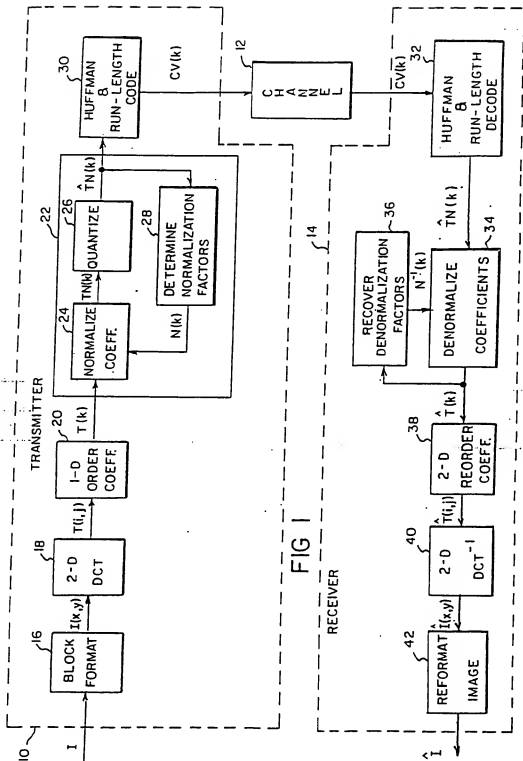 10
I
TRANSMITTER
16
BLOCK
FORMAT
I(x,y)
18
2-D
DCT
T(i,j)
20
1-D
ORDER
COEFF.
T(k)
22
24
NORMALIZE
COEFF.
TN(k)
26
QUANTIZE
T̂N(k)
28
DETERMINE
NORMALIZATION
FACTORS
N(k)
30
HUFFMAN
&
RUN-LENGTH
CODE
CV(k)
12
CHANNEL
CV(k)
FIG 1
RECEIVER
14
32
HUFFMAN
&
RUN-LENGTH
DECODE
T̂N(k)
34
DENORMALIZE
COEFFICIENTS
36
RECOVER
DENORMALIZATION
FACTORS
N⁻¹(k)
T̂(k)
38
2-D
REORDER
COEFF.
T̂(i,j)
40
2-D
DCT⁻¹
Î(x,y)
42
REFORMAT
IMAGE
Î